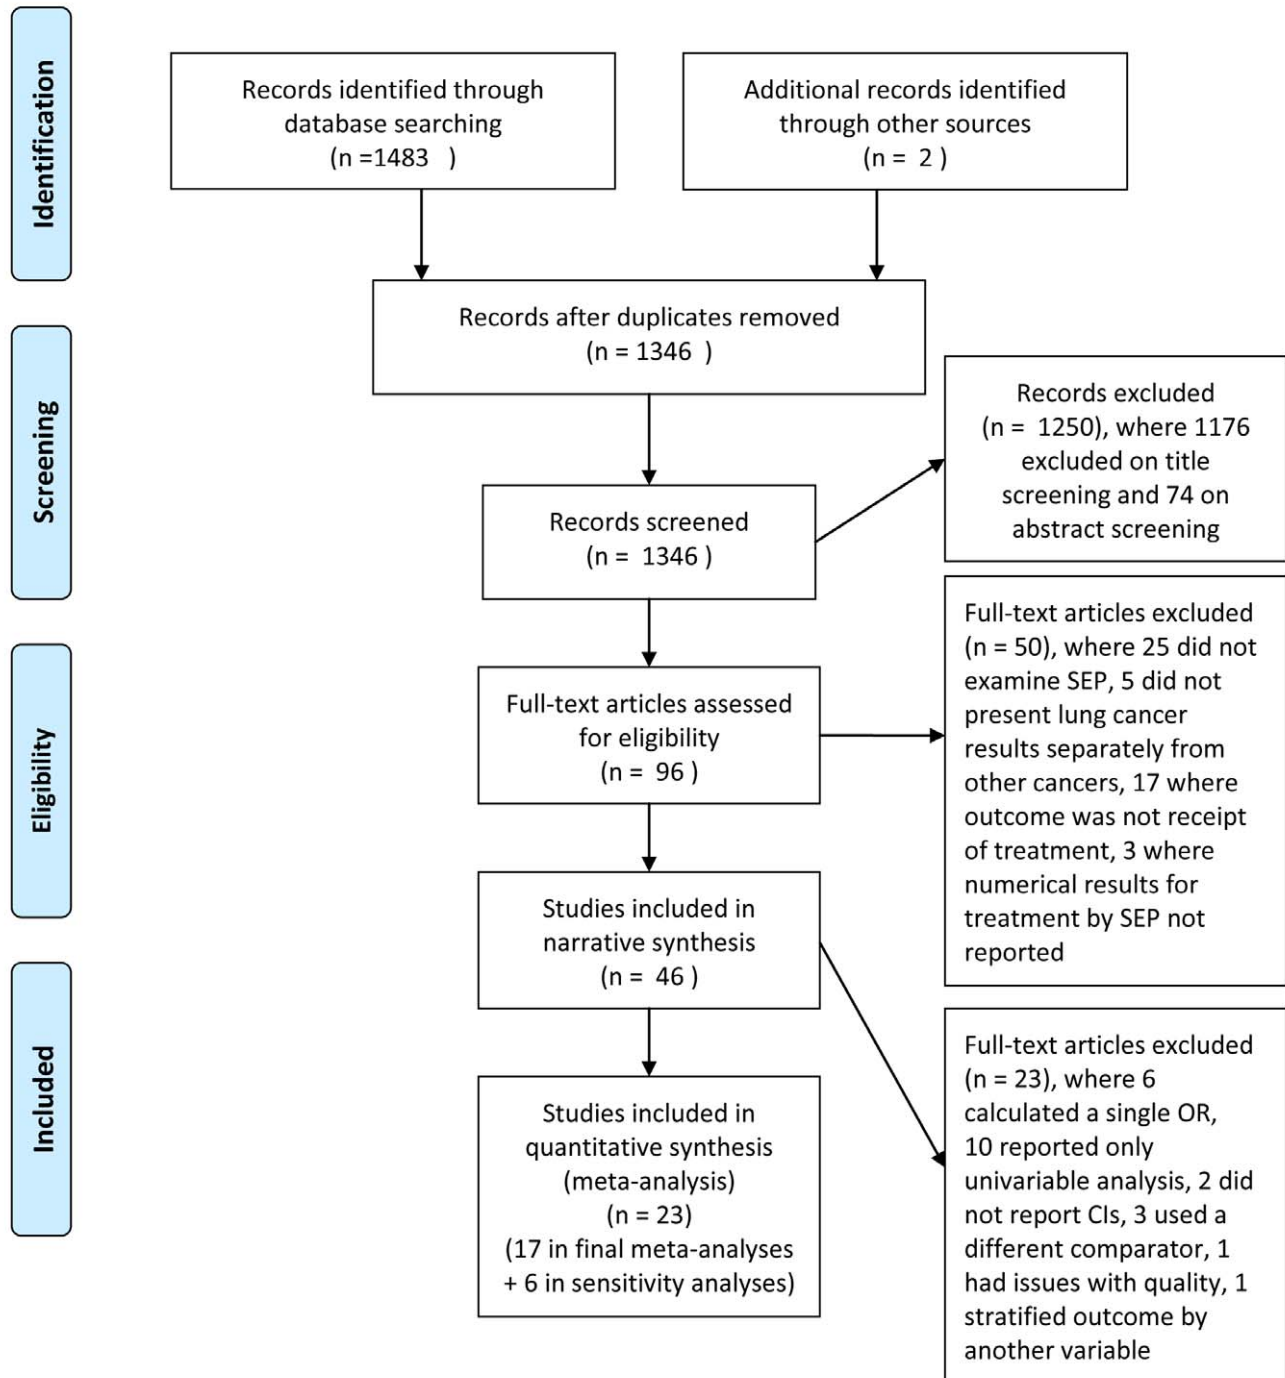 Identification
Records identified through
database searching
(n =1483   )
Additional records identified
through other sources
(n =  2 )
Records after duplicates removed
(n = 1346  )
Screening
Records screened
(n =  1346 )
Records excluded
(n =  1250), where 1176
excluded on title
screening and 74 on
abstract screening
Eligibility
Full-text articles assessed
for eligibility
(n =  96 )
Full-text articles excluded
(n = 50), where 25 did not
examine SEP, 5 did not
present lung cancer
results separately from
other cancers, 17 where
outcome was not receipt
of treatment, 3 where
numerical results for
treatment by SEP not
reported
Studies included in
narrative synthesis
(n =  46 )
Included
Studies included in
quantitative synthesis
(meta-analysis)
(n = 23)
(17 in final meta-analyses
+ 6 in sensitivity analyses)
Full-text articles excluded
(n = 23), where 6
calculated a single OR,
10 reported only
univariable analysis, 2 did
not report CIs, 3 used a
different comparator, 1
had issues with quality, 1
stratified outcome by
another variable